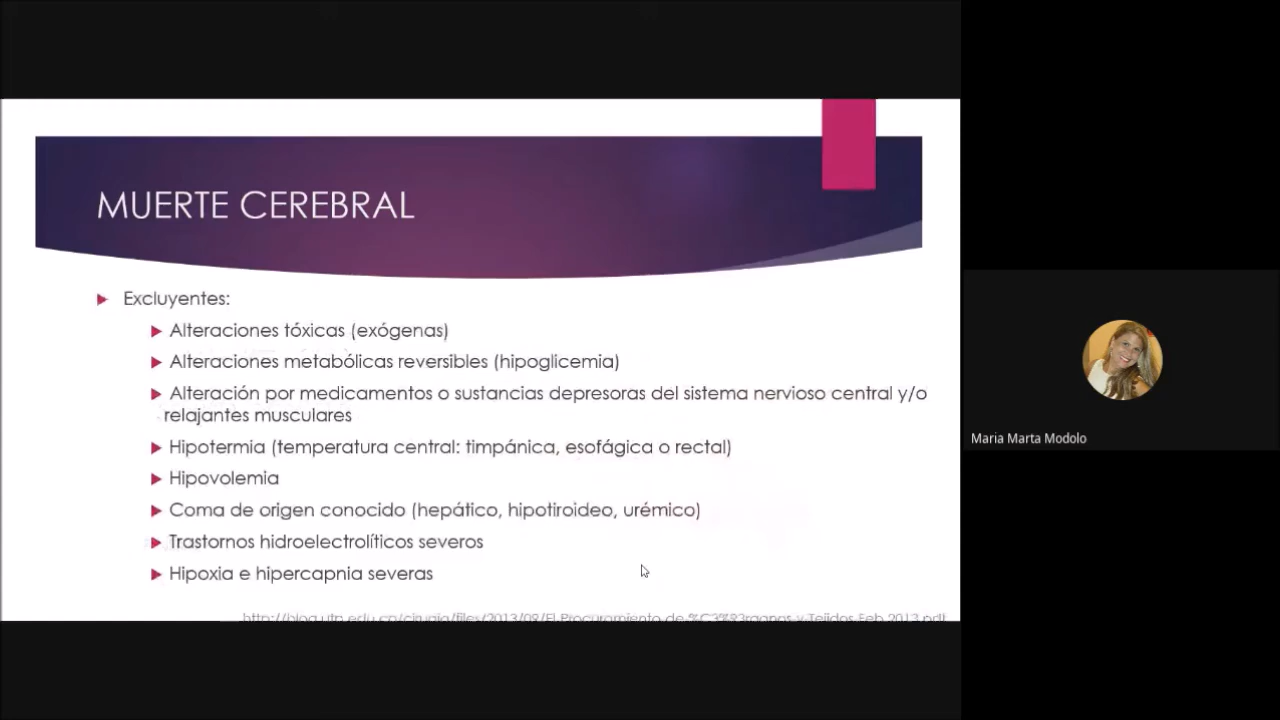 MUERTE CEREBRAL
Excluyentes:
Alteraciones tóxicas (exógenas)
Alteraciones metabólicas reversibles (hipoglicemia)
Alteración por medicamentos o sustancias depresoras del sistema nervioso central y/o
relajantes musculares
Hipotermia (temperatura central: timpánica, esofágica o rectal)
Hipovolemia
Coma de origen conocido (hepático, hipotiroideo, urémico)
Trastornos hidroelectrolíticos severos
Hipoxia e hipercapnia severas
Maria Marta Modolo